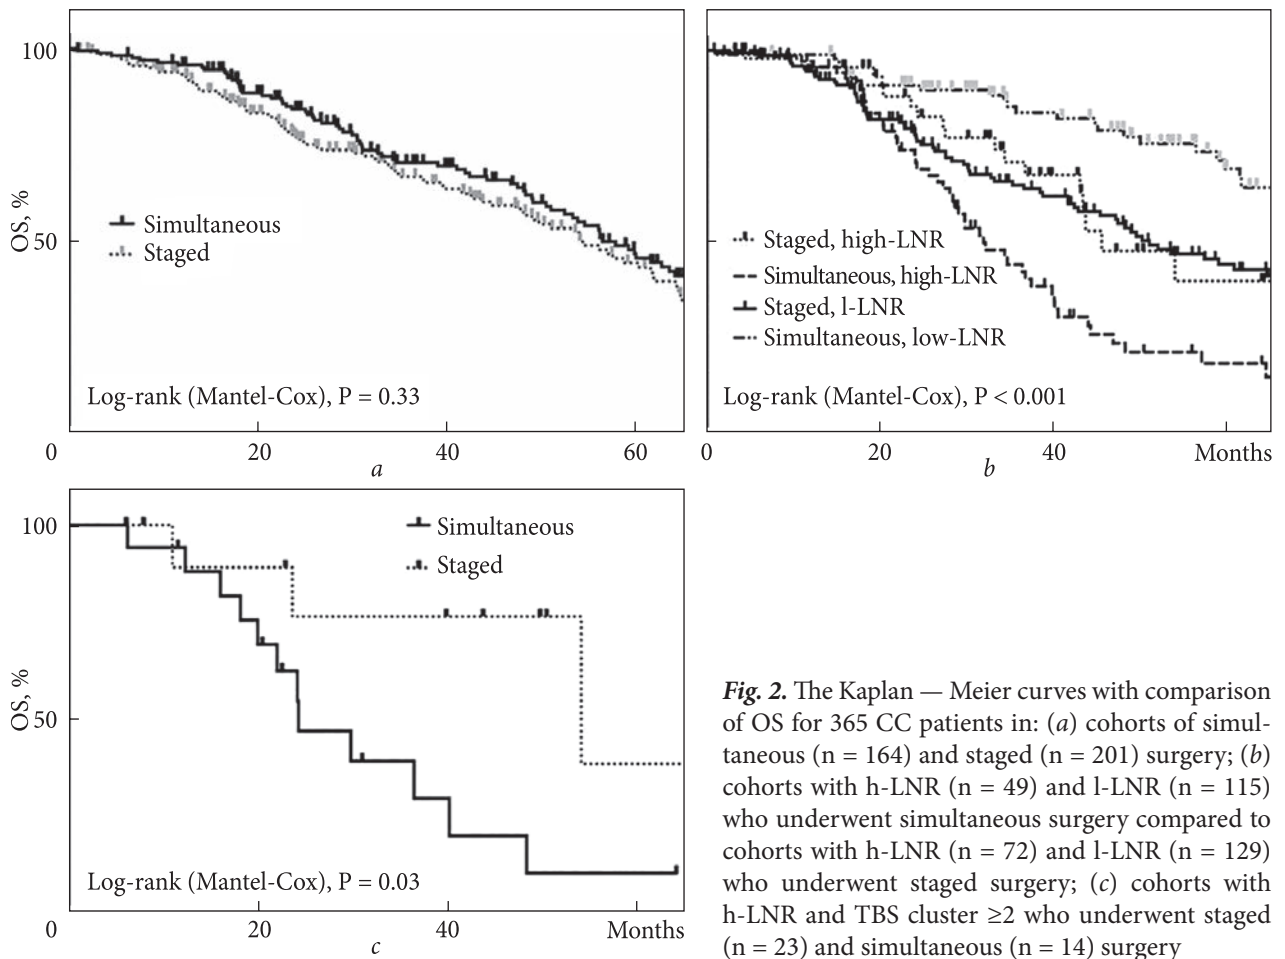 100
50
OS, %
Simultaneous
Staged
Log-rank (Mantel-Cox), P = 0.33
0
20
40
60
a
Staged, high-LNR
Simultaneous, high-LNR
Staged, l-LNR
Simultaneous, low-LNR
Log-rank (Mantel-Cox), P < 0.001
0
20
40
Months
b
100
50
OS, %
Simultaneous
Staged
Log-rank (Mantel-Cox), P = 0.03
0
20
40
Months
c
Fig. 2. The Kaplan — Meier curves with comparison
of OS for 365 CC patients in: (a) cohorts of simul-
taneous (n = 164) and staged (n = 201) surgery; (b)
cohorts with h-LNR (n = 49) and l-LNR (n = 115)
who underwent simultaneous surgery compared to
cohorts with h-LNR (n = 72) and l-LNR (n = 129)
who underwent staged surgery; (c) cohorts with
h-LNR and TBS cluster ≥2 who underwent staged
(n = 23) and simultaneous (n = 14) surgery